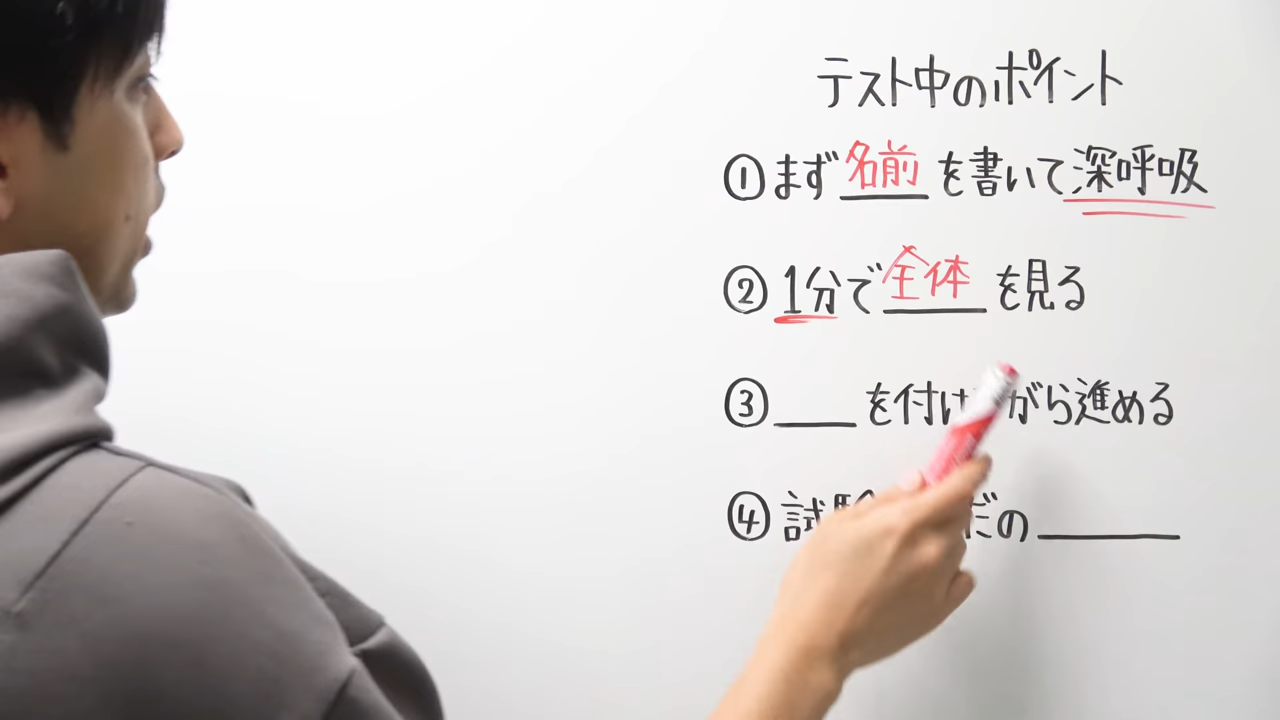 テスト中のポイント
①まず名前を書いて深呼吸
②1分で全体を見る
③___を付けがら進める
④試だの______